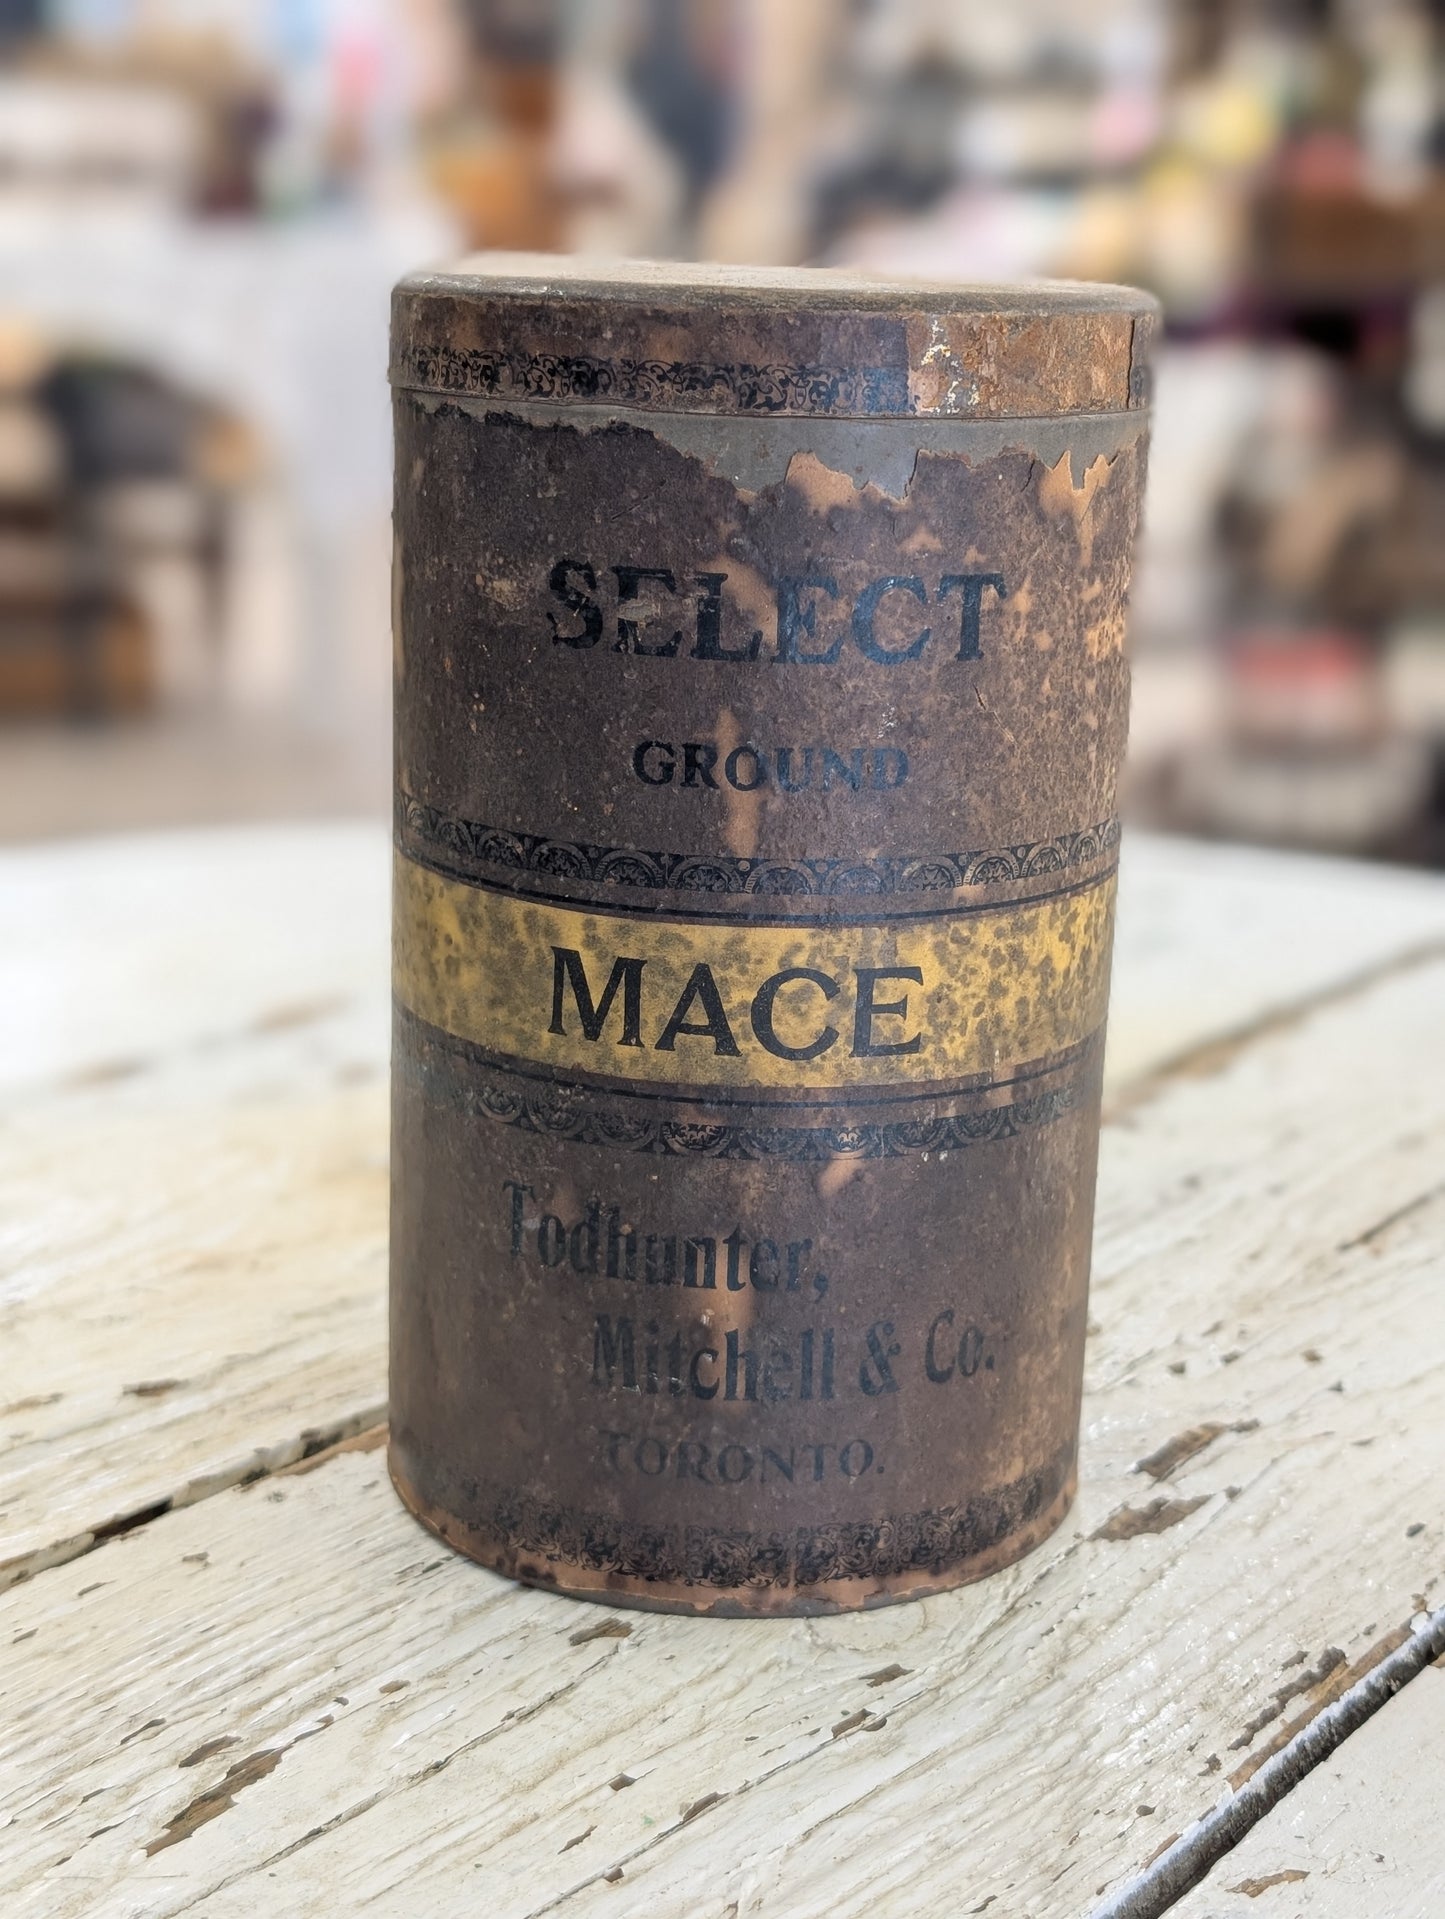 SELECT
GROUND
MACE
Todhunter,
Mitchell & Co.
TORONTO.